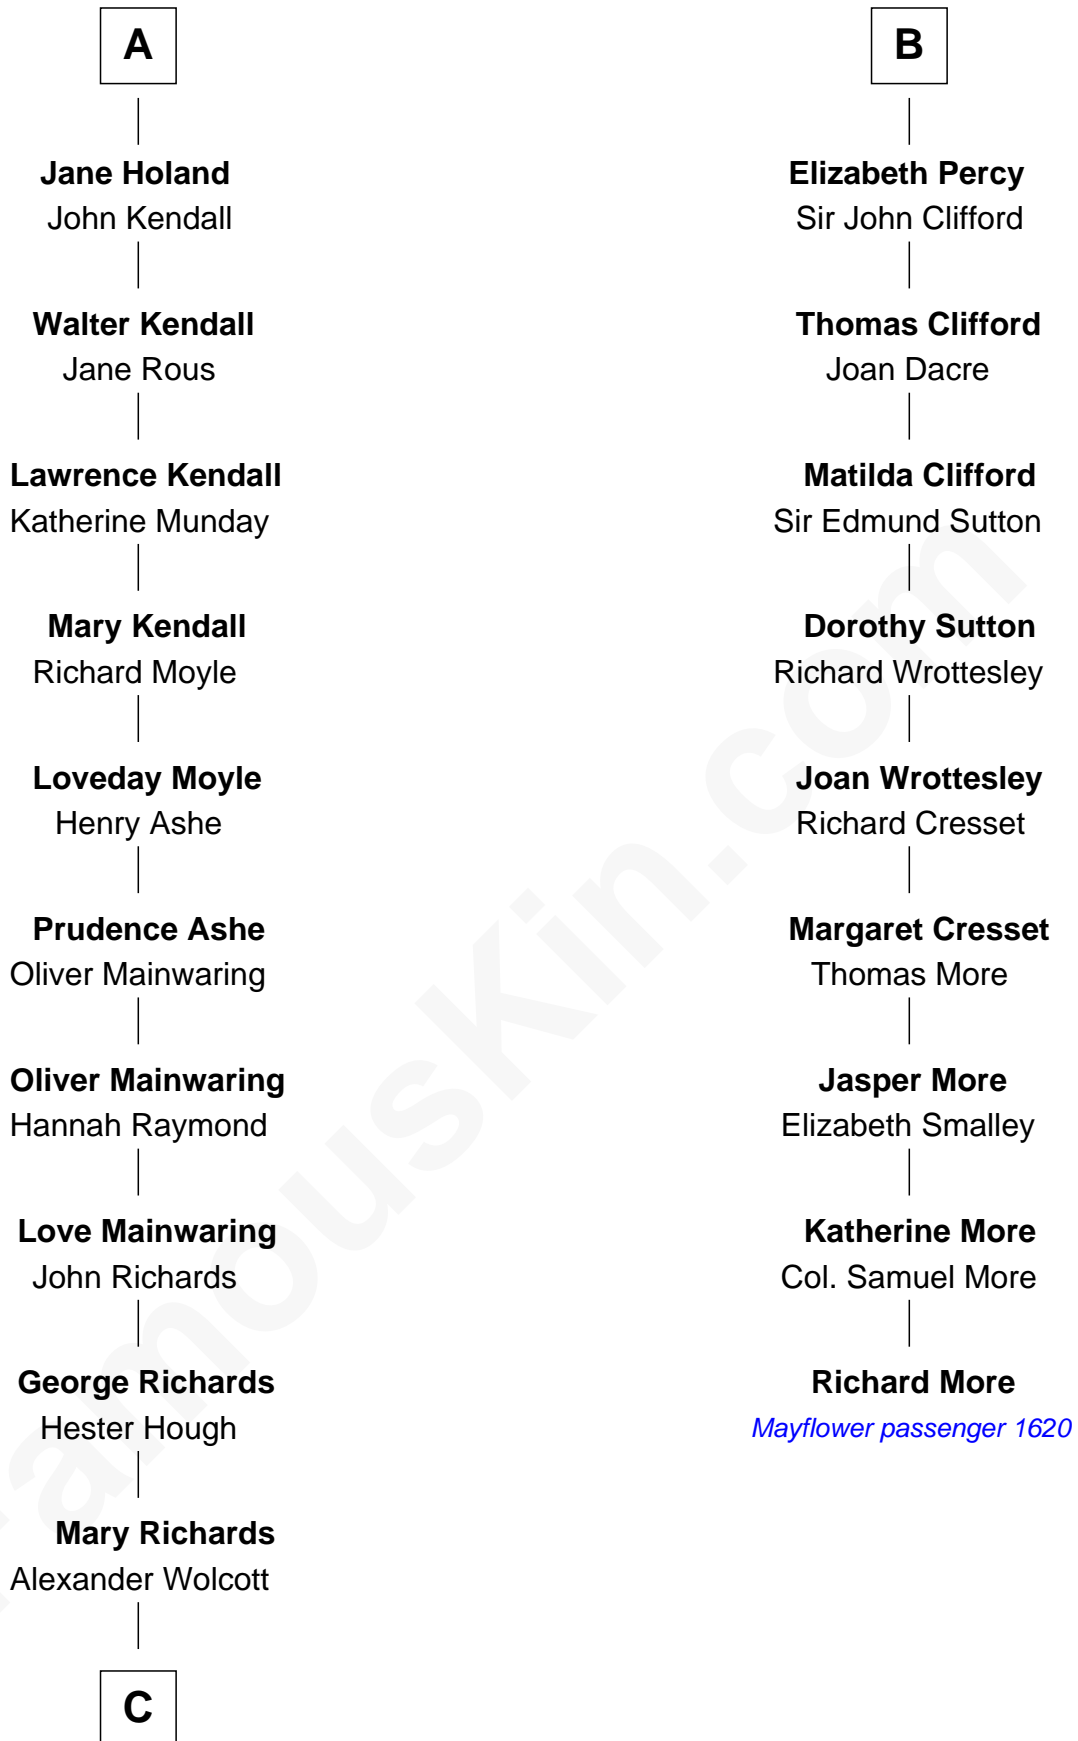 A
Jane Holand
John Kendall
Walter Kendall
Jane Rous
Lawrence Kendall
Katherine Munday
Mary Kendall
Richard Moyle
Loveday Moyle
Henry Ashe
Prudence Ashe
Oliver Mainwaring
Oliver Mainwaring
Hannah Raymond
Love Mainwaring
John Richards
George Richards
Hester Hough
Mary Richards
Alexander Wolcott
C
B
Elizabeth Percy
Sir John Clifford
Thomas Clifford
Joan Dacre
Matilda Clifford
Sir Edmund Sutton
Dorothy Sutton
Richard Wrottesley
Joan Wrottesley
Richard Cresset
Margaret Cresset
Thomas More
Jasper More
Elizabeth Smalley
Katherine More
Col. Samuel More
Richard More
Mayflower passenger 1620
FamousKin.com